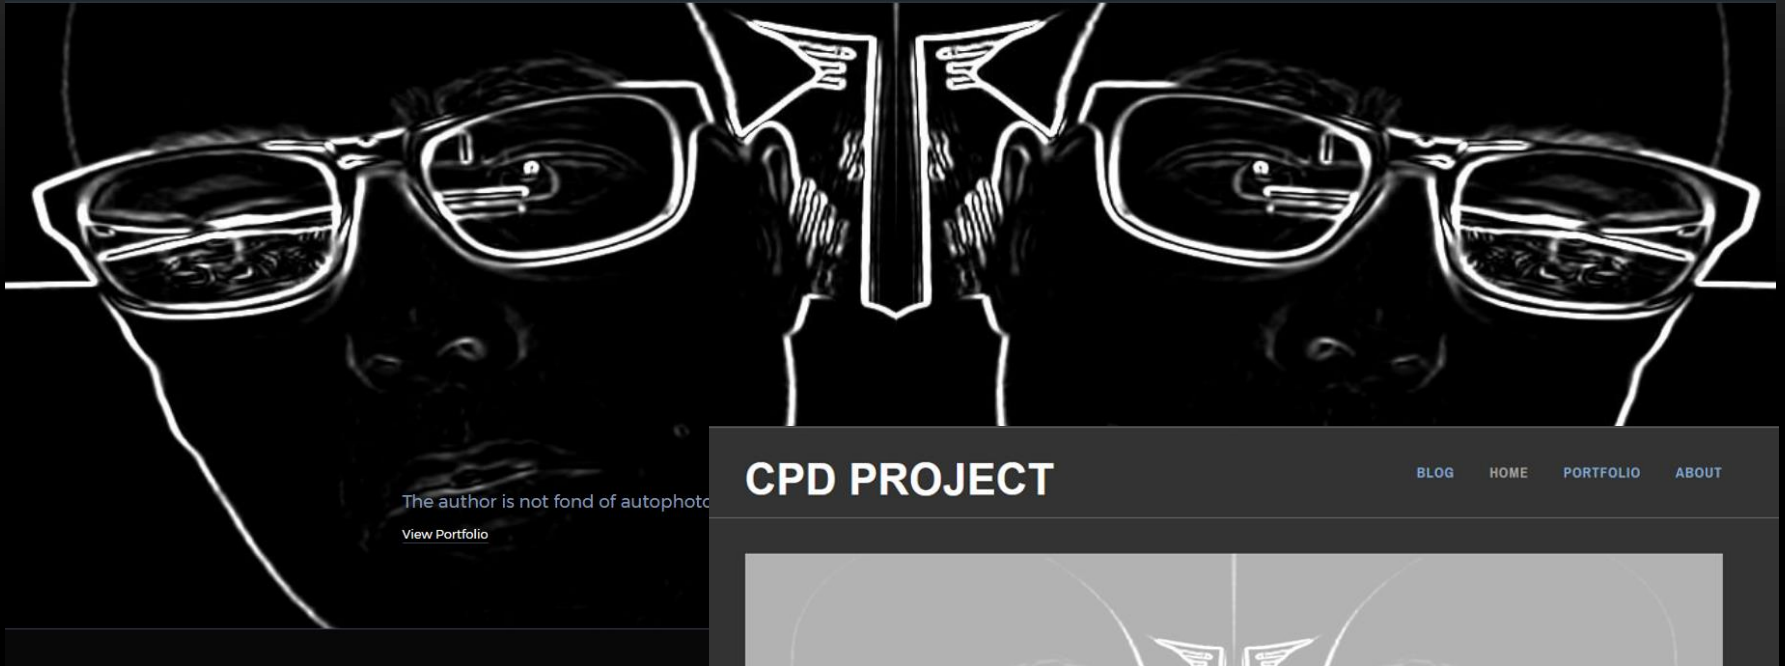 The author is not fond of autophoto
View Portfolio
CPD PROJECT
BLOG HOME PORTFOLIO ABOUT